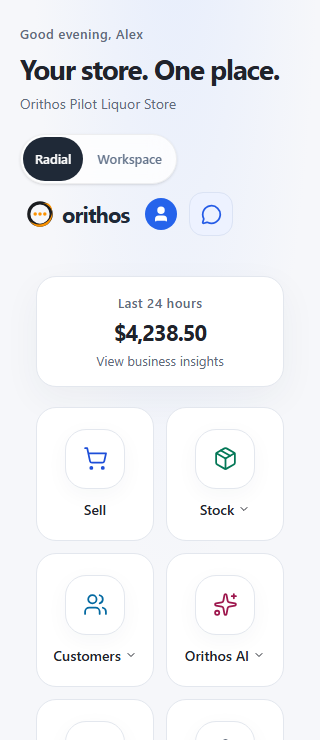 Good evening, Alex
Your store. One place.
Orithos Pilot Liquor Store
Radial
Workspace
orithos
Last 24 hours
$4,238.50
View business insights
Sell
Stock
Customers
Orithos AI